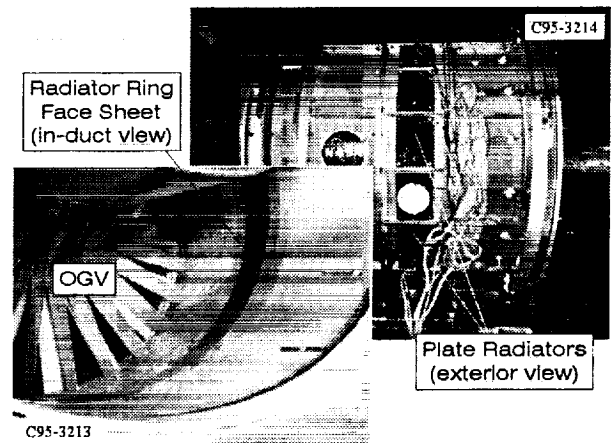 C95-3214
Radiator Ring
Face Sheet
(in-duct view)
OGV
Plate Radiators
(exterior view)
C95-3213